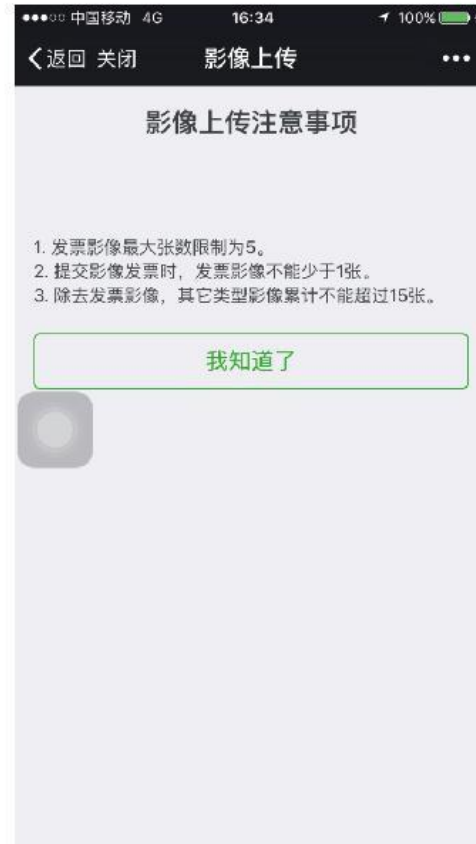 中国移动 4G 16:34 100%
返回 关闭 影像上传
影像上传注意事项
1. 发票影像最大张数限制为5。
2. 提交影像发票时，发票影像不能少于1张。
3. 除去发票影像，其它类型影像累计不能超过15张。
我知道了